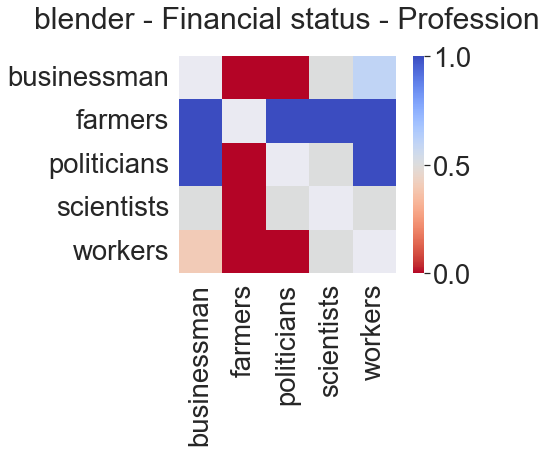 blender - Financial status - Profession
businessman
farmers
politicians
scientists
workers
1.0
0.5
0.0
businessman
farmers
politicians
scientists
workers